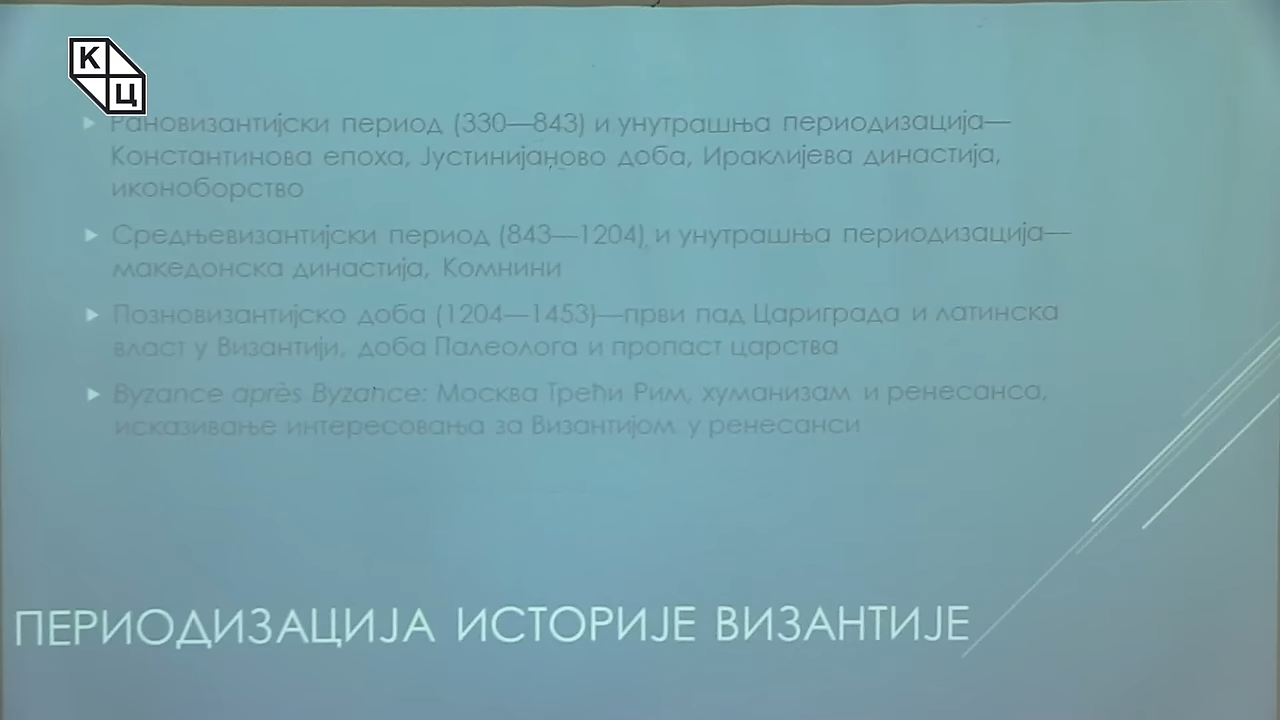 КЦ
Рановизантијски период (330—843) и унутрашња периодизација—
Константинова епоха, Јустинијаново доба, Ираклијева династија,
иконоборство
Средњевизантијски период (843—1204) и унутрашња периодизација—
македонска династија, Комнини
Позновизантијско доба (1204—1453)—први пад Цариграда и латинска
власт у Византији, доба Палеолога и пропаст царства
Byzance après Byzance: Москва Трећи Рим, хуманизам и ренесанса,
исказивање интересовања за Византијом у ренесанси
ПЕРИОДИЗАЦИЈА ИСТОРИЈЕ ВИЗАНТИЈЕ